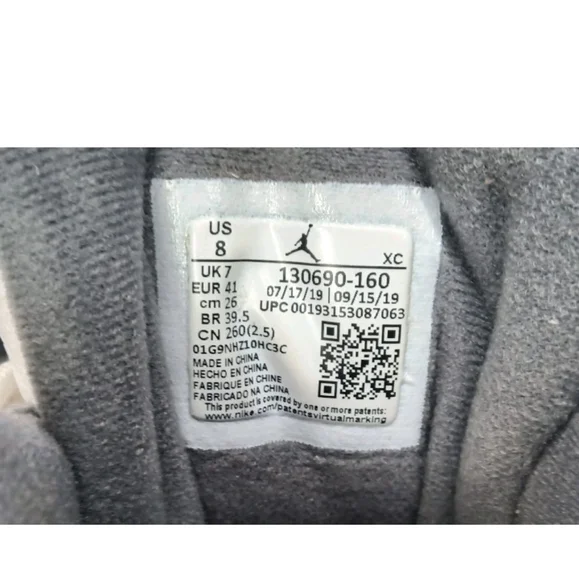 US
8
XC
UK 7
EUR 41
cm 26
BR 39.5
CN 260(2.5)
130690-160
07/17/19 09/15/19
UPC 00193153087063
01G9NHZ10HC3C
MADE IN CHINA
HECHO EN CHINA
FABRIQUE EN CHINE
FABRICADO NA CHINA
This product is covered by one or more patents:
www.nike.com/patentsvirtualmarking